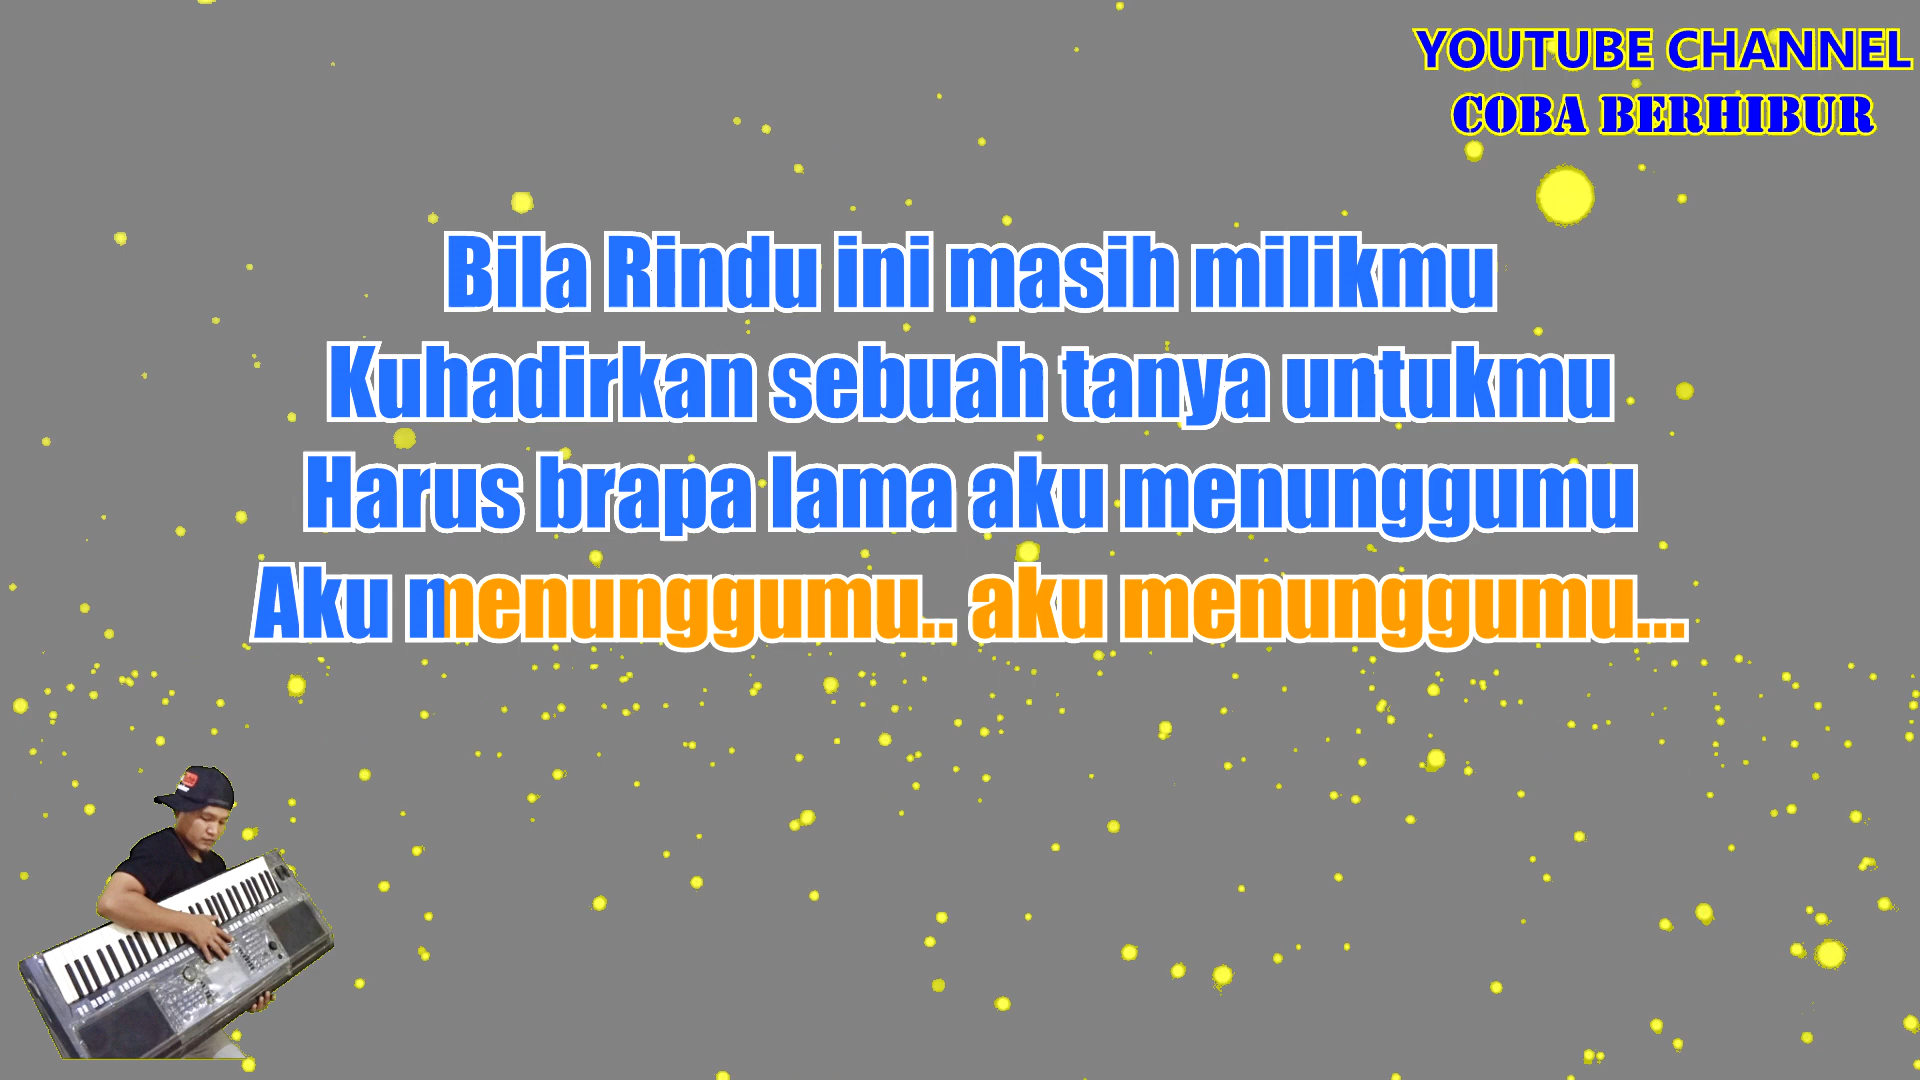 YOUTUBE CHANNEL
COBA BERHIBUR
Bila Rindu ini masih milikmu
Kuhadirkan sebuah tanya untukmu
Harus brapa lama aku menunggumu
Aku menunggumu.. aku menunggumu...